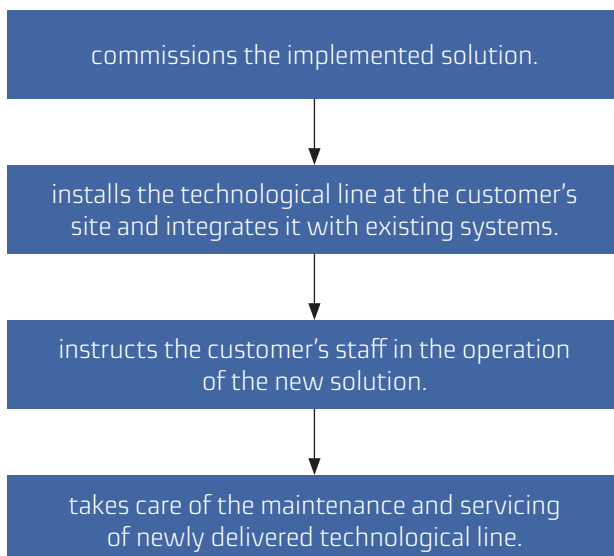 commissions the implemented solution.
installs the technological line at the customer's
site and integrates it with existing systems.
instructs the customer's staff in the operation
of the new solution.
takes care of the maintenance and servicing
of newly delivered technological line.